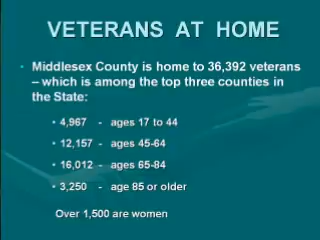 VETERANS AT HOME
• Middlesex County is home to 36,392 veterans
– which is among the top three counties in
the State:
• 4,967 - ages 17 to 44
• 12,157 - ages 45-64
• 16,012 - ages 65-84
• 3,250 - age 85 or older
Over 1,500 are women